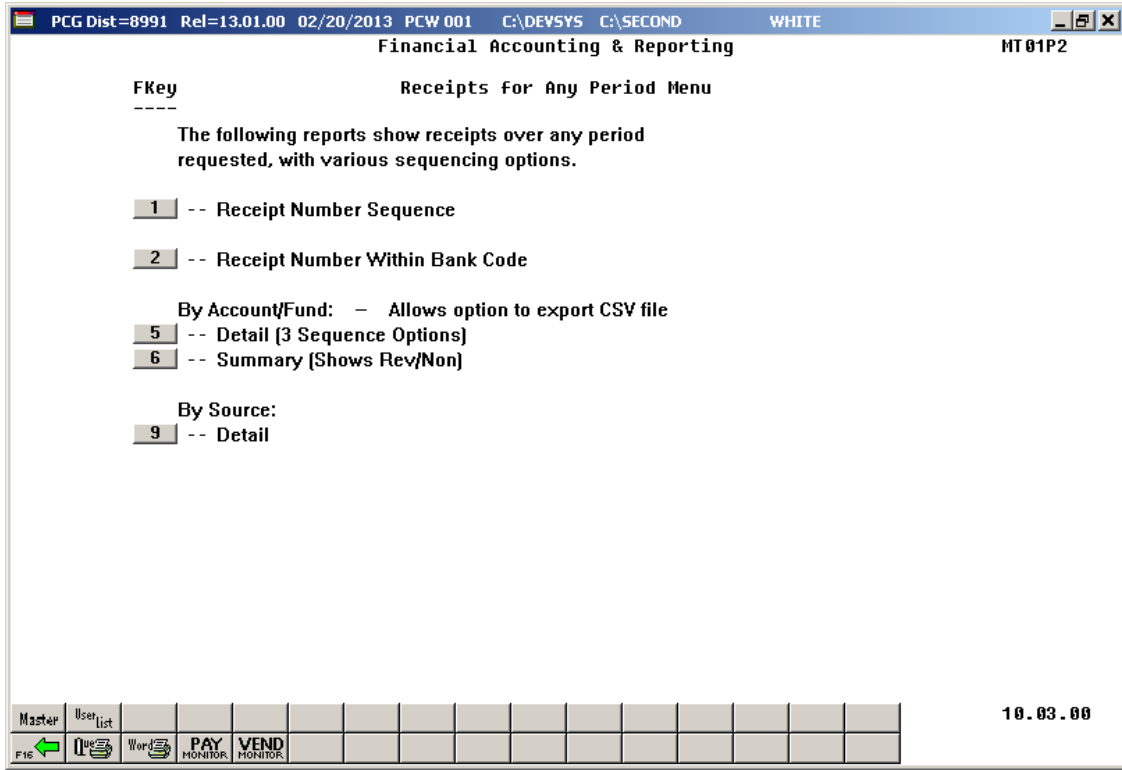 PCG Dist=8991 Rel=13.01.00 02/20/2013 PCW 001 C:\DEVSYS C:\SECOND WHITE
Financial Accounting & Reporting MT01P2
FKey Receipts for Any Period Menu
----
The following reports show receipts over any period
requested, with various sequencing options.
1 -- Receipt Number Sequence
2 -- Receipt Number Within Bank Code
By Account/Fund: – Allows option to export CSV file
5 -- Detail (3 Sequence Options)
6 -- Summary (Shows Rev/Non)
By Source:
9 -- Detail
Master User List 10.03.00
F16 Que Word PAY MONITOR VEND MONITOR